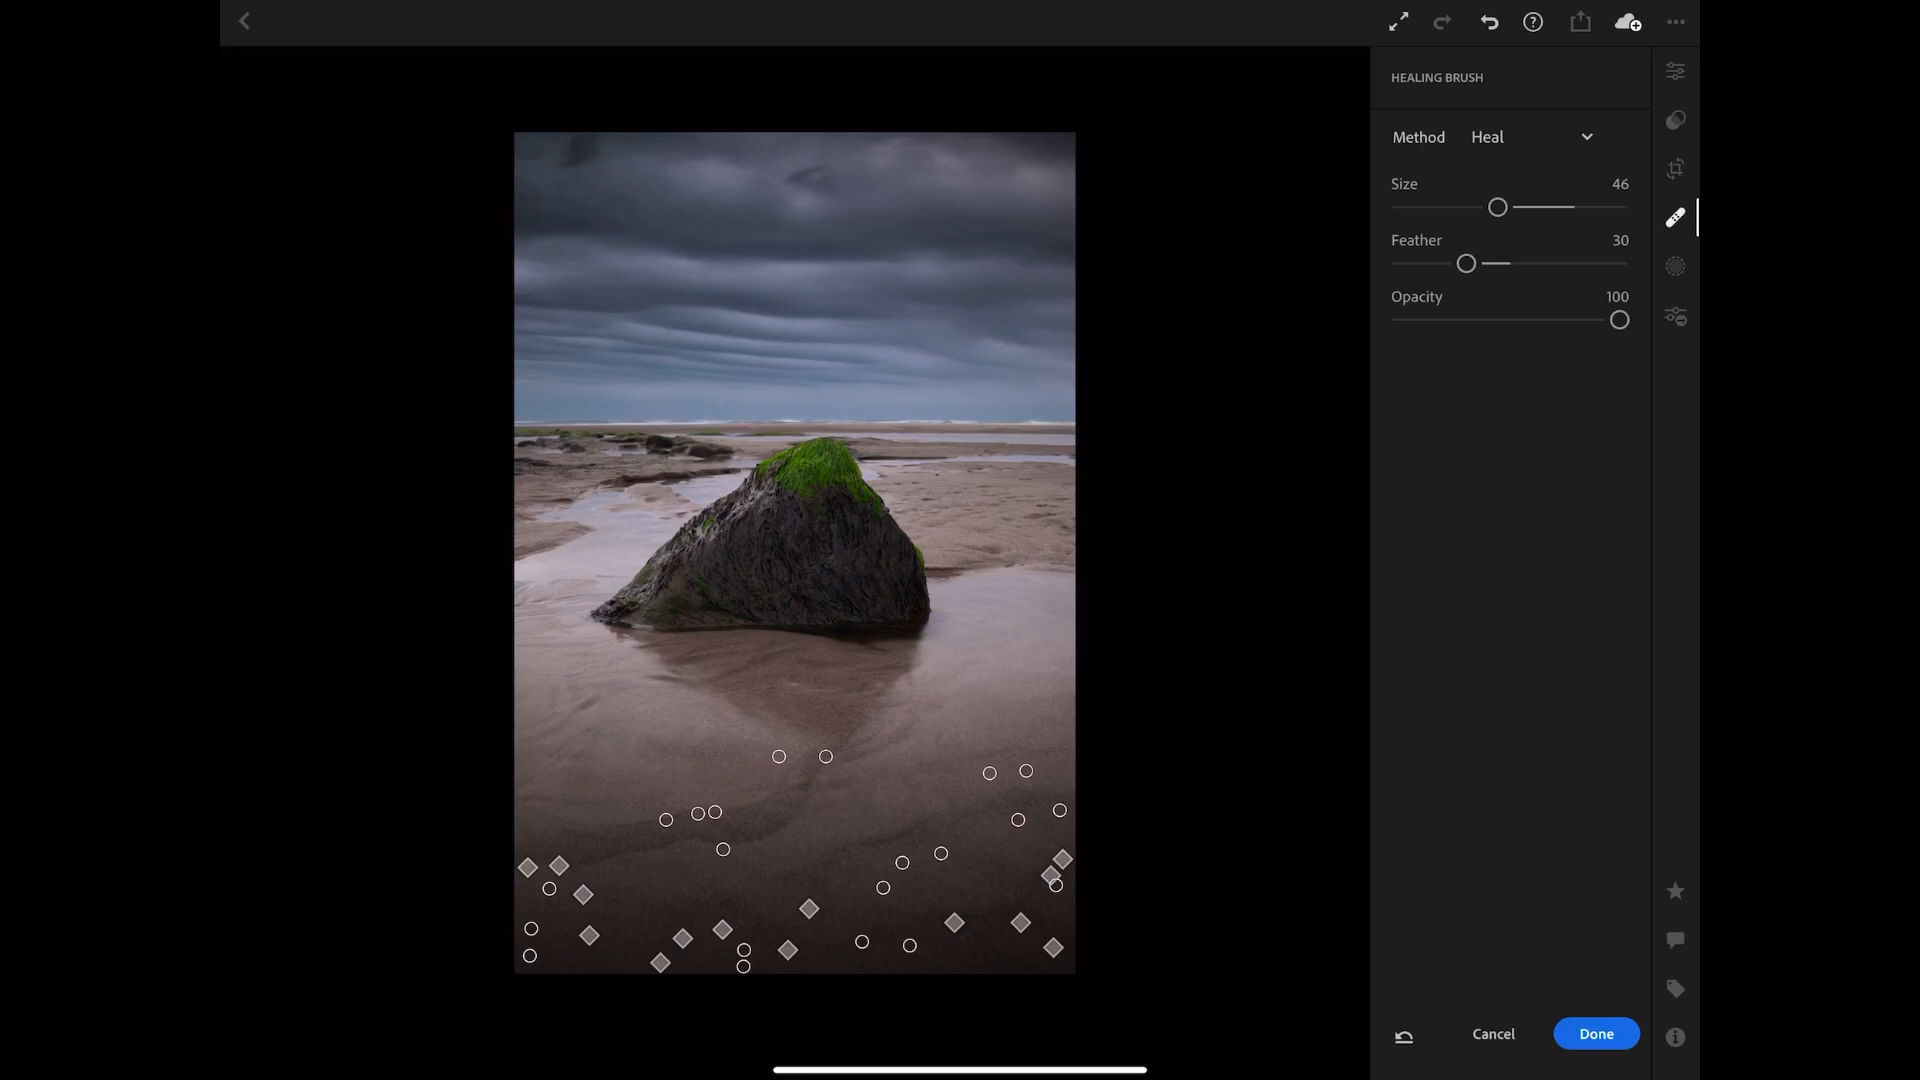 HEALING BRUSH
Method Heal
Size 46
Feather 30
Opacity 100
Cancel Done